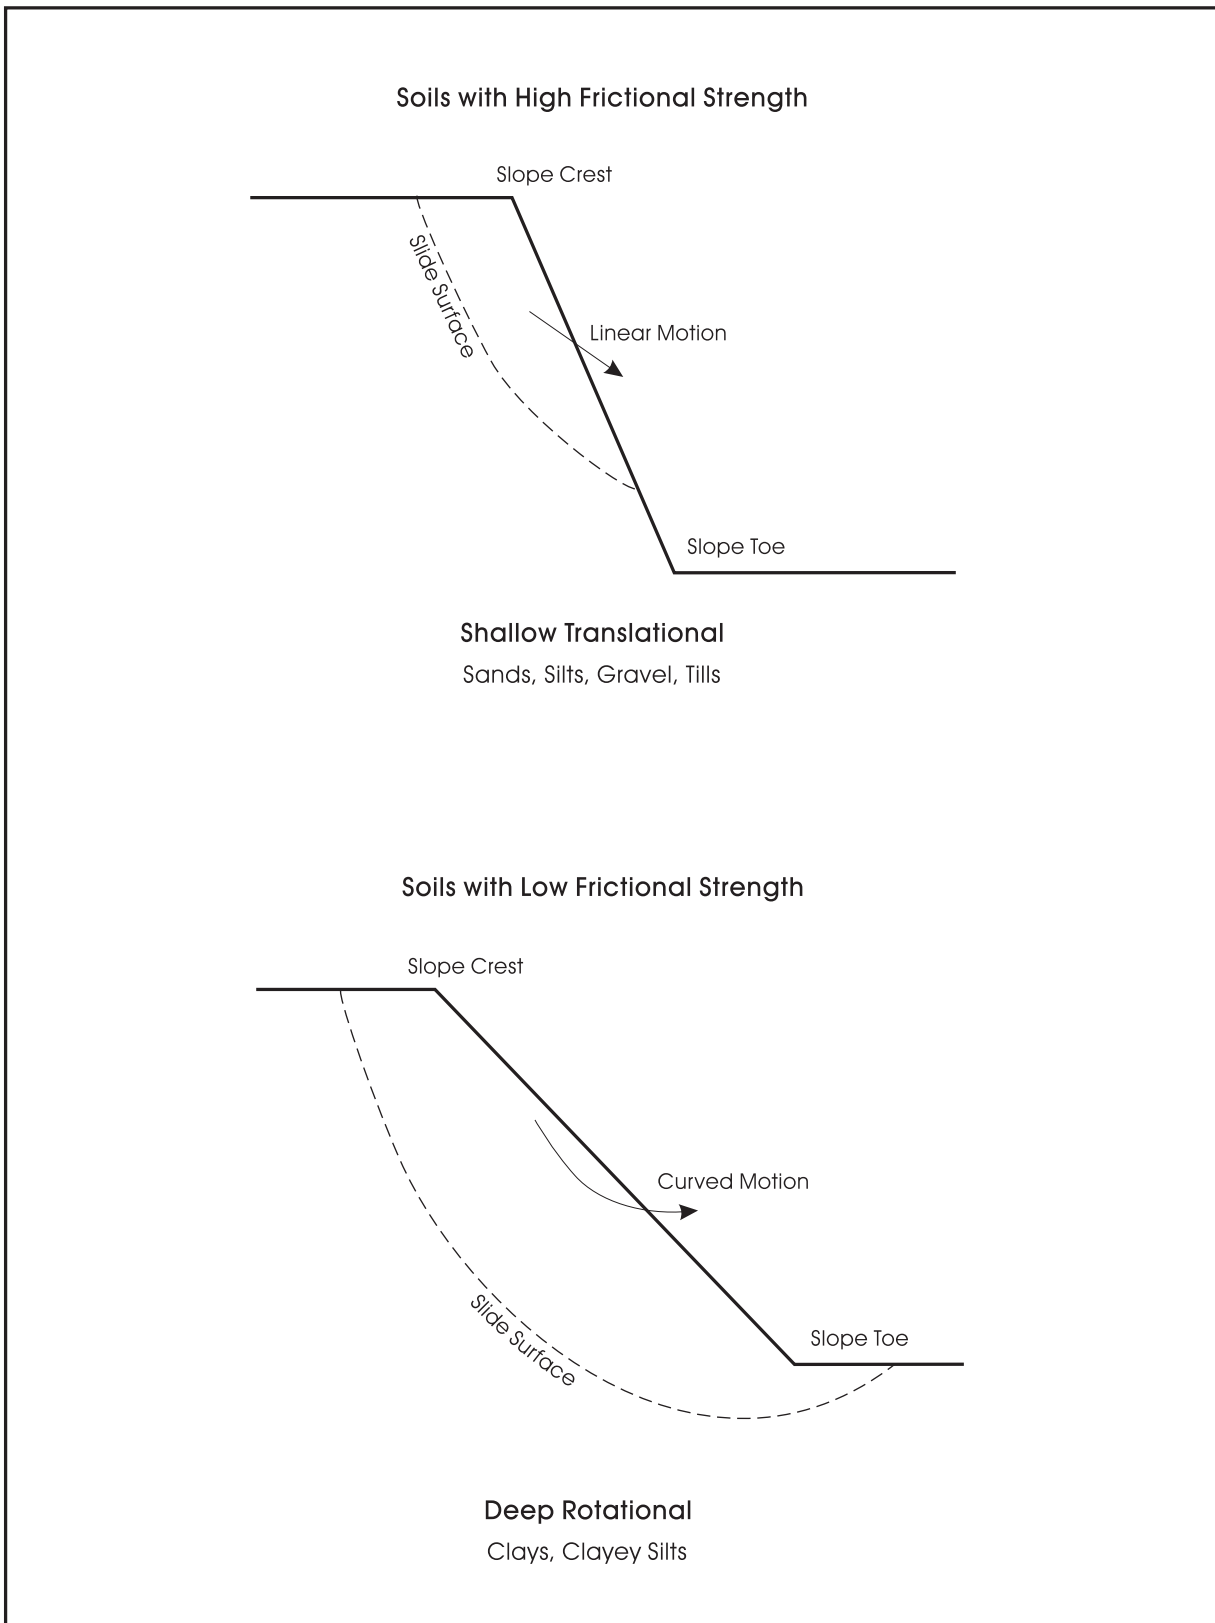 Soils with High Frictional Strength
Slope Crest
Slide Surface
Linear Motion
Slope Toe
Shallow Translational
Sands, Silts, Gravel, Tills
Soils with Low Frictional Strength
Slope Crest
Curved Motion
Slide Surface
Slope Toe
Deep Rotational
Clays, Clayey Silts